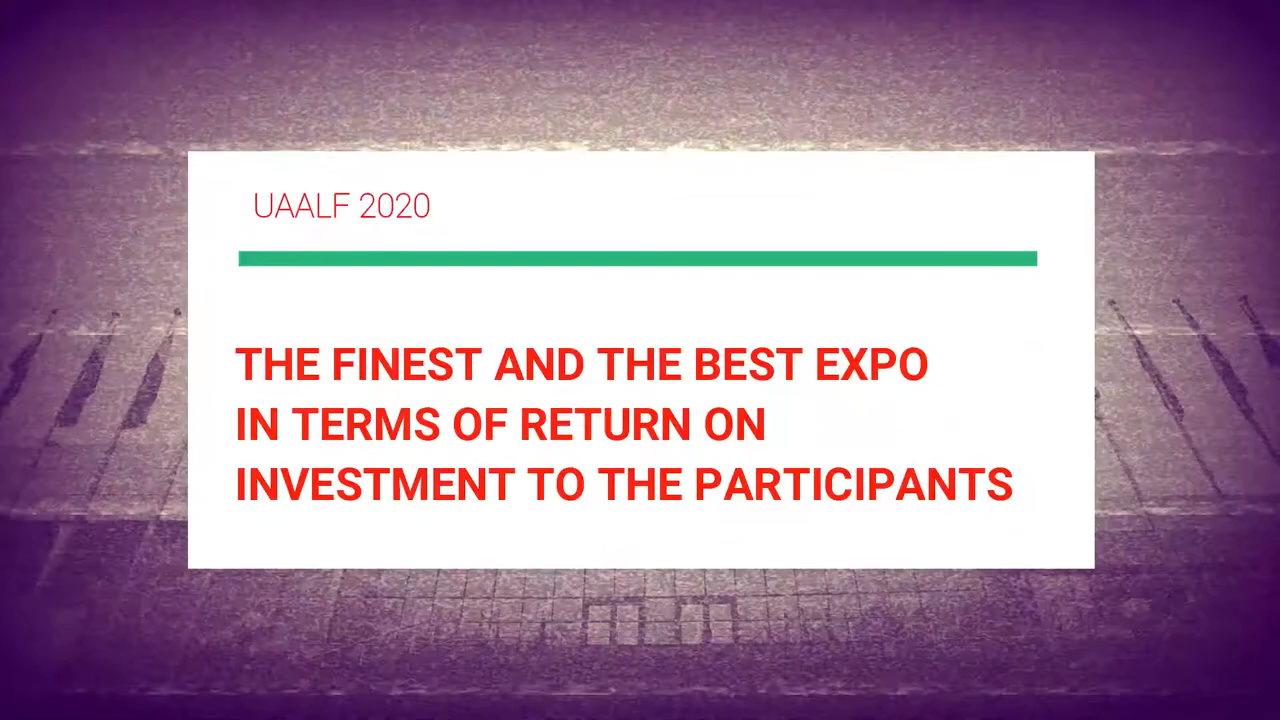 UAALF 2020
THE FINEST AND THE BEST EXPO
IN TERMS OF RETURN ON
INVESTMENT TO THE PARTICIPANTS